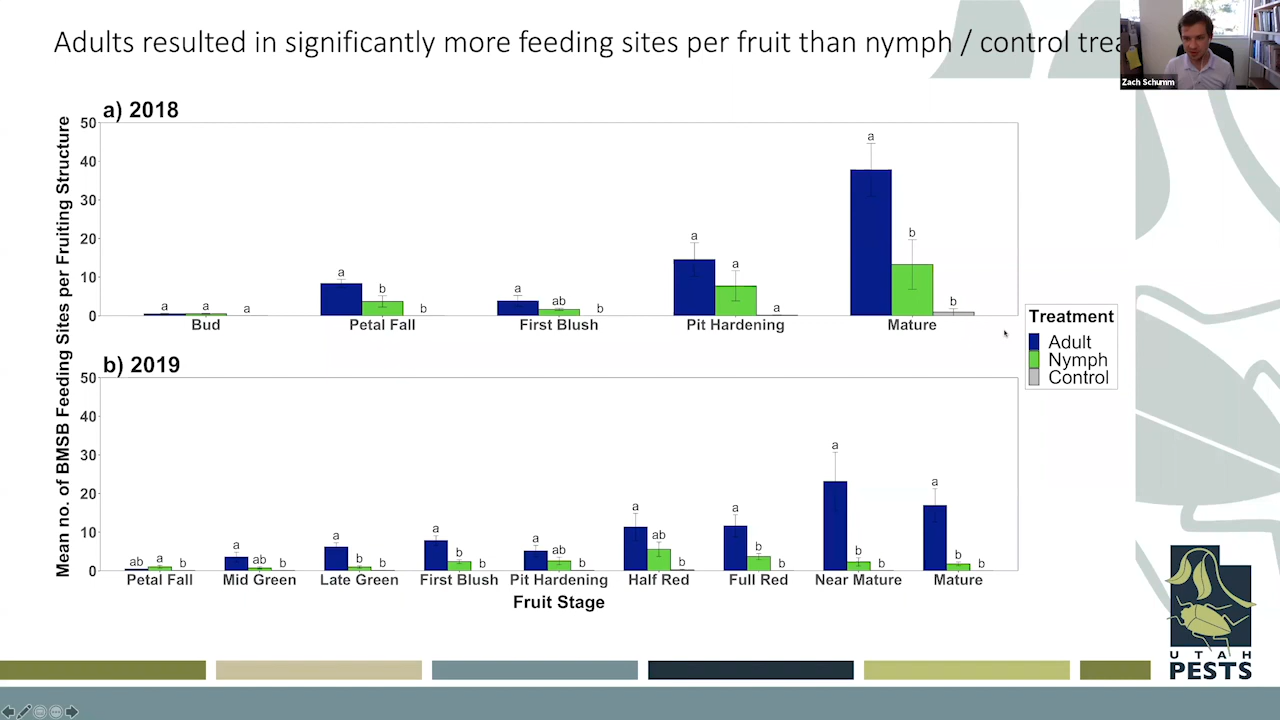 Adults resulted in significantly more feeding sites per fruit than nymph / control trea
Zach Schumm
a) 2018
Mean no. of BMSB Feeding Sites per Fruiting Structure
50
40
30
20
10
0
a a a
a b b
a ab b
a a a
a b b
Bud Petal Fall First Blush Pit Hardening Mature
Treatment
Adult
Nymph
Control
b) 2019
50
40
30
20
10
0
ab a b
a ab b
a b b
a b b
a ab b
a ab b
a b b
a b b
a b b
Petal Fall Mid Green Late Green First Blush Pit Hardening Half Red Full Red Near Mature Mature
Fruit Stage
UTAH
PESTS